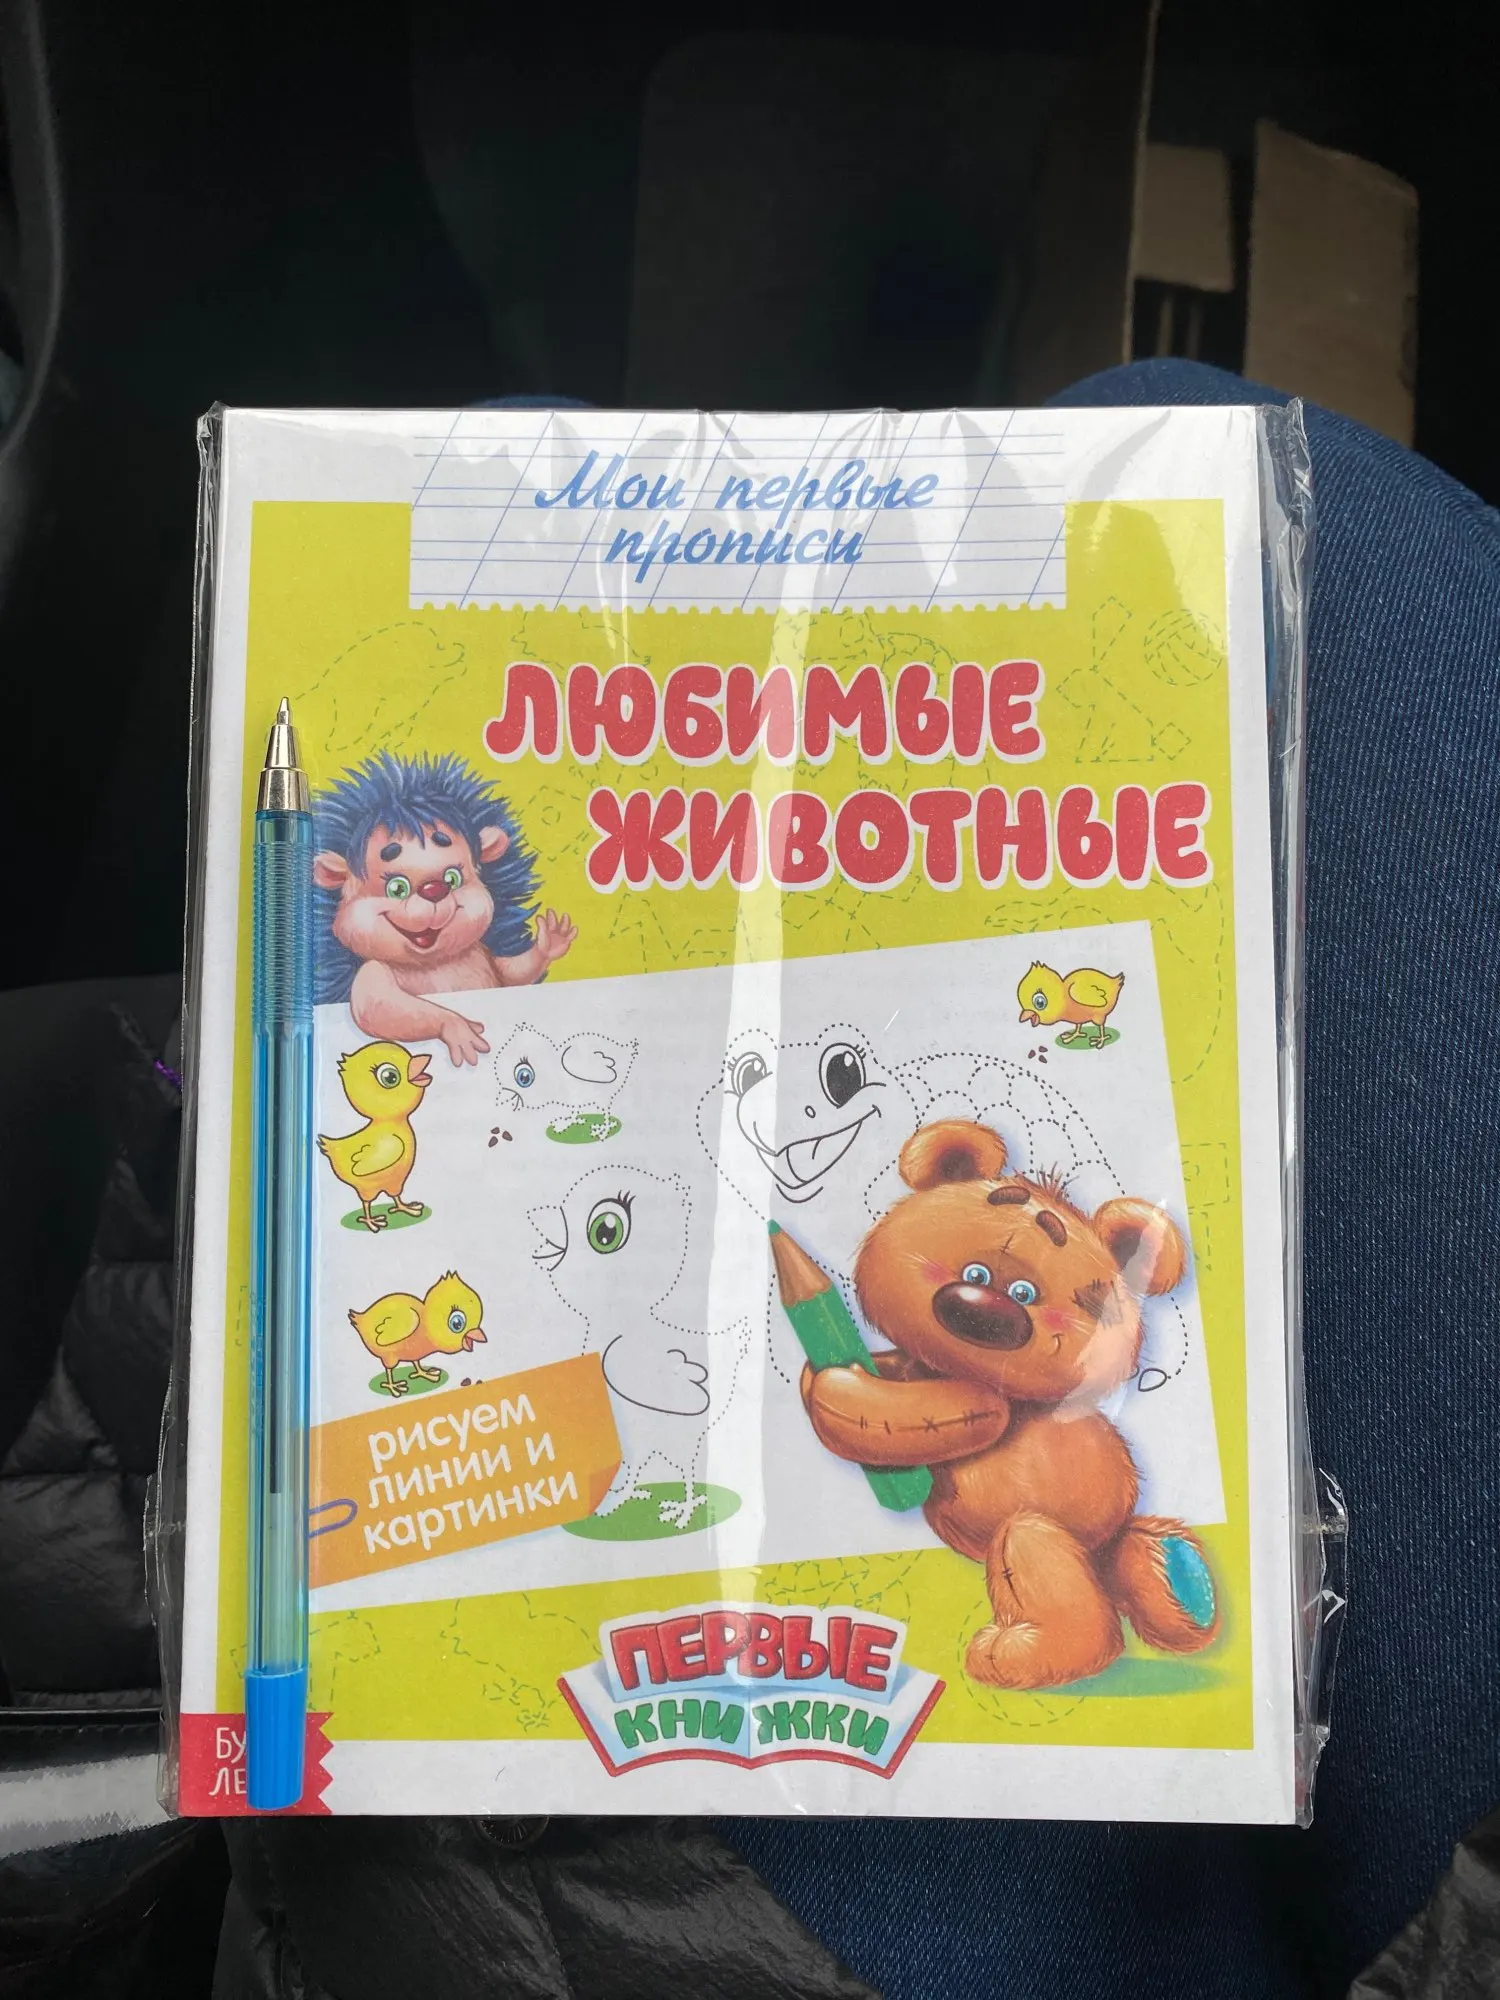 Мои первые
прописи
ЛЮБИМЫЕ
ЖИВОТНЫЕ
рисуем
линии и
картинки
ПЕРВЫЕ
КНИЖКИ